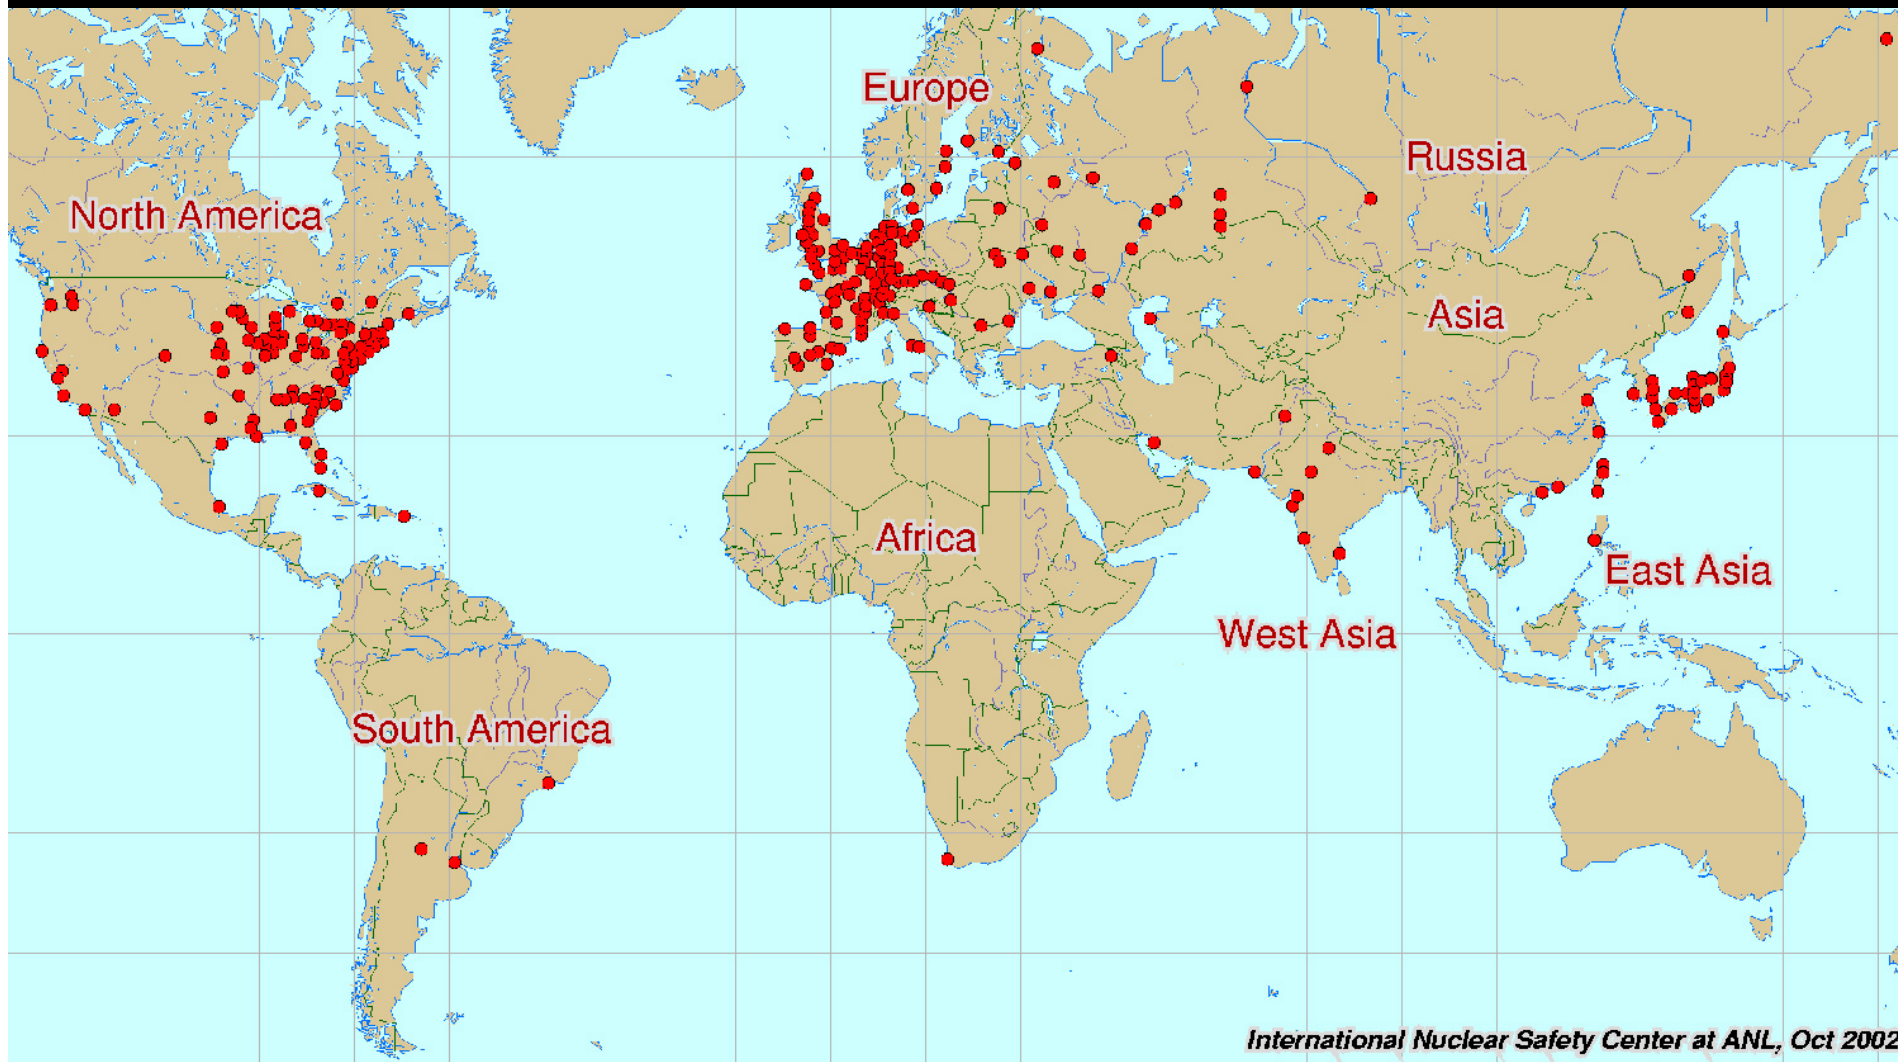 Europe
Russia
North America
Asia
Africa
East Asia
West Asia
South America
International Nuclear Safety Center at ANL, Oct 2002